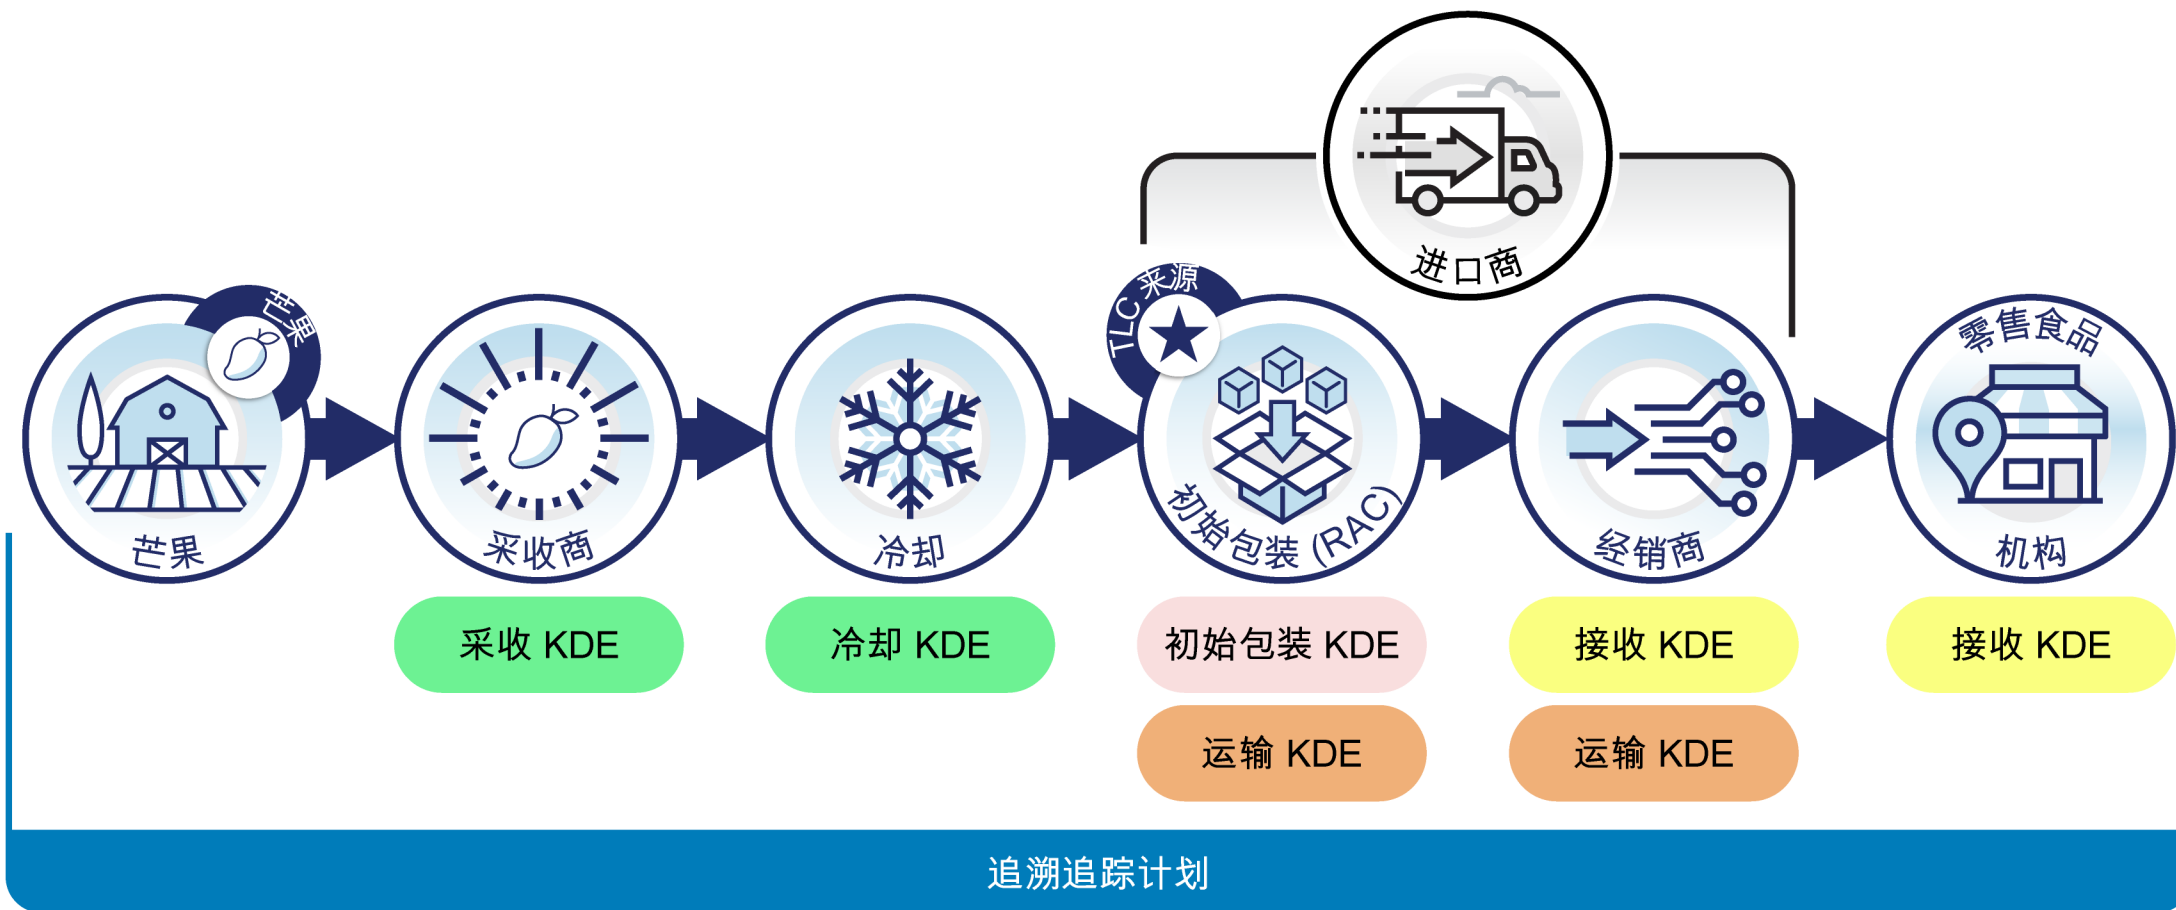 进口商
芒果
TLC 来源
芒果
采收商
冷却
初始包装 (RAC)
经销商
零售食品
机构
采收 KDE
冷却 KDE
初始包装 KDE
接收 KDE
接收 KDE
运输 KDE
运输 KDE
追溯追踪计划